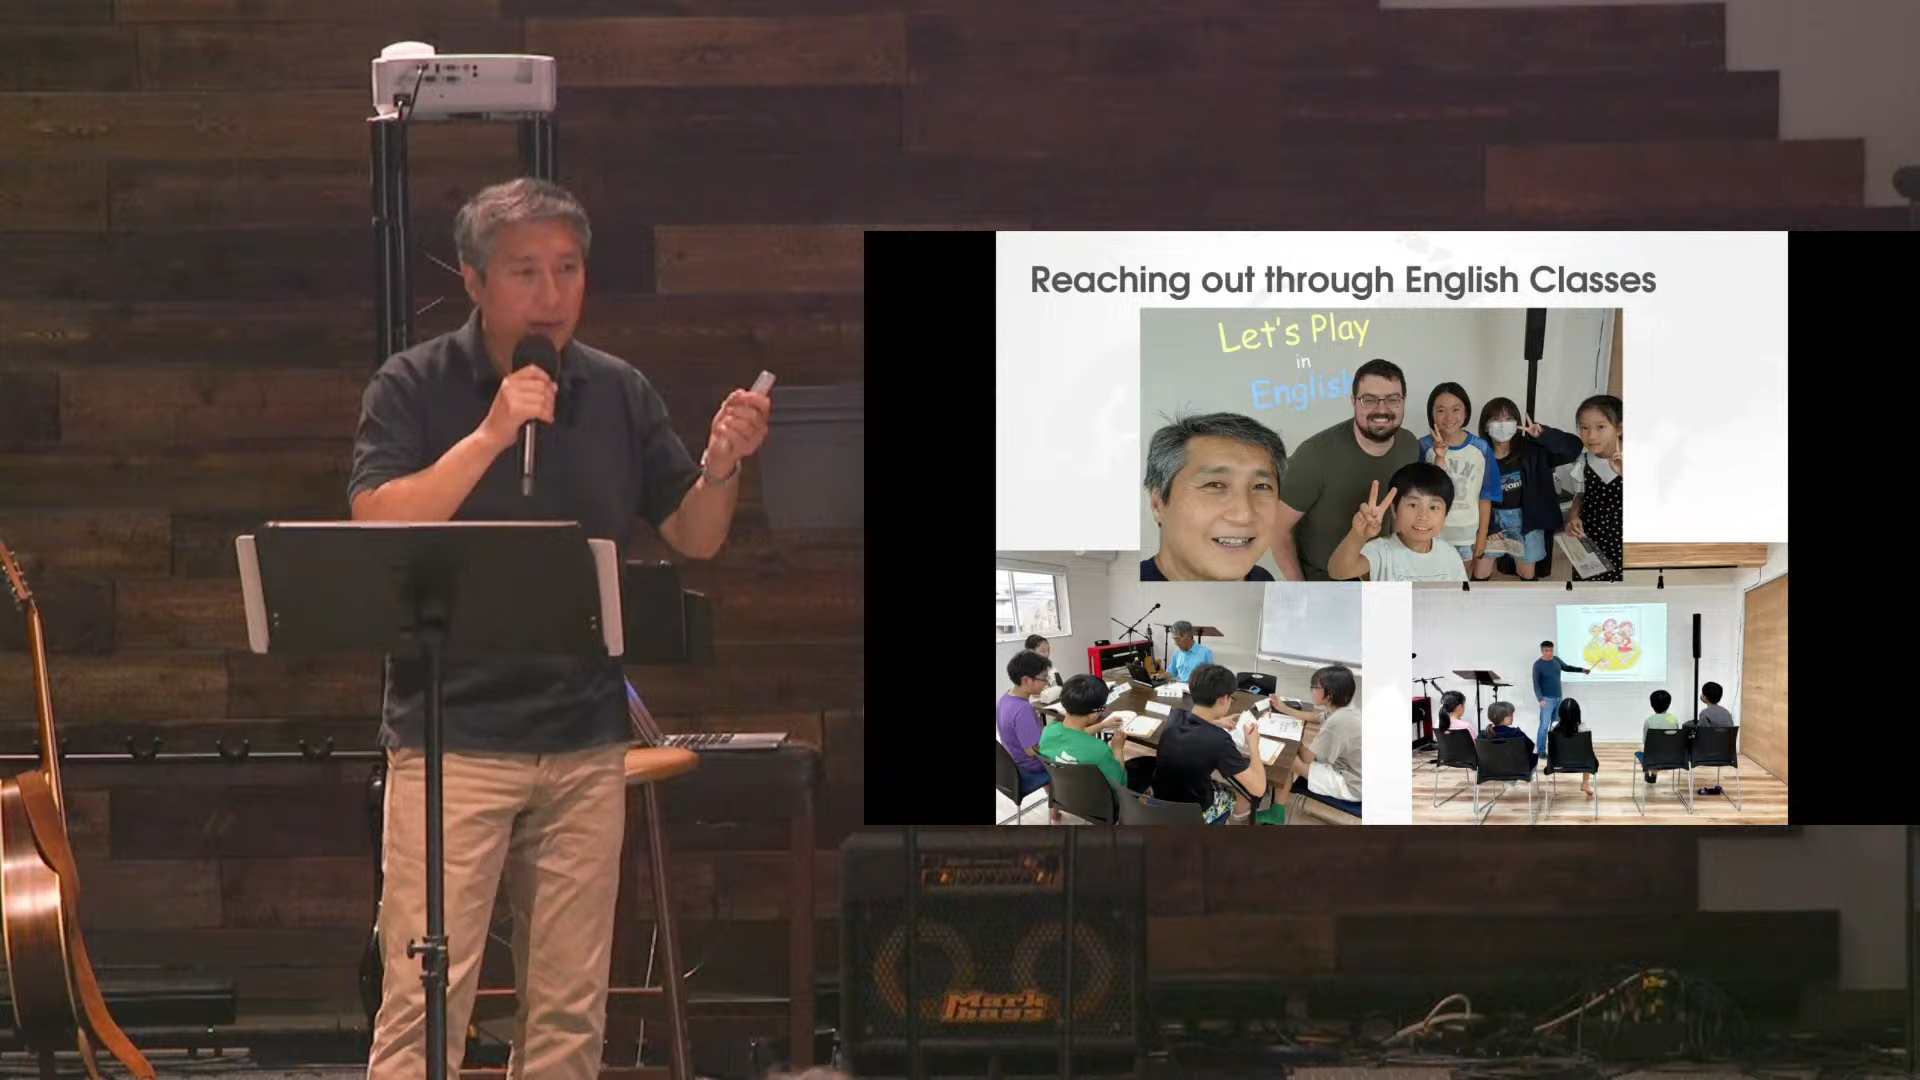 Reaching out through English Classes
Let's Play
in
English
Mark
bass